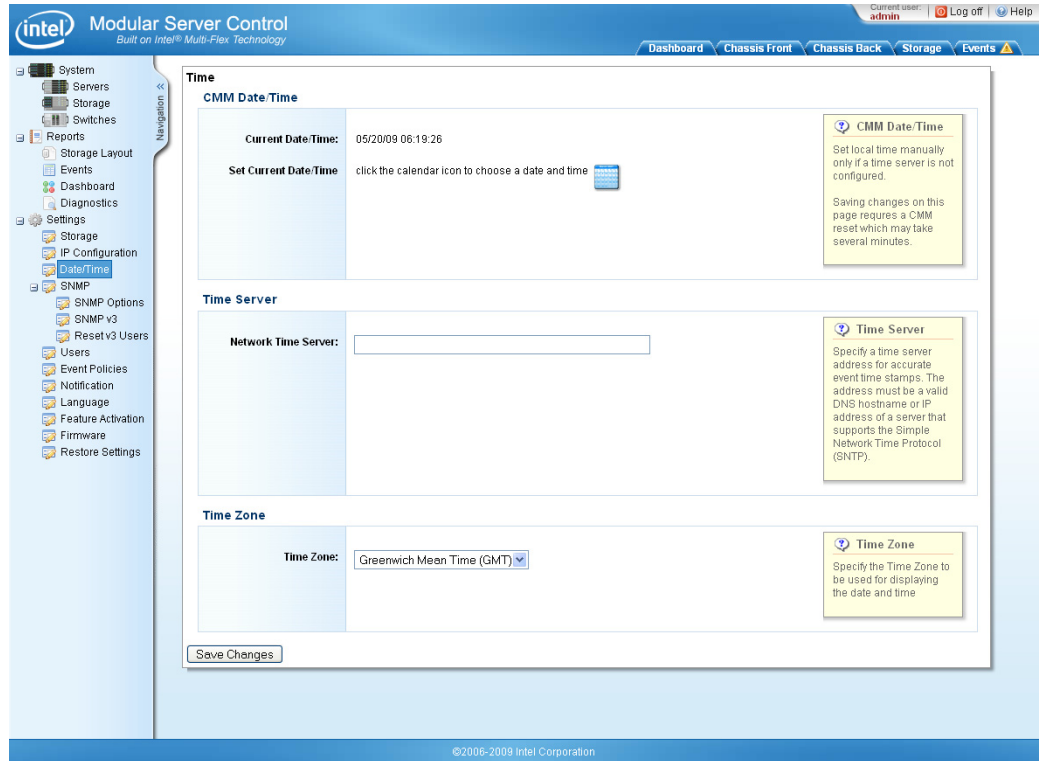 intel
Modular Server Control
Built on Intel® Multi-Flex Technology
Current user:
admin
Log off
Help
Dashboard
Chassis Front
Chassis Back
Storage
Events
System
Servers
Storage
Switches
Reports
Storage Layout
Events
Dashboard
Diagnostics
Settings
Storage
IP Configuration
Date/Time
SNMP
SNMP Options
SNMP v3
Reset v3 Users
Users
Event Policies
Notification
Language
Feature Activation
Firmware
Restore Settings
«
Navigation
Time
CMM Date/Time
Current Date/Time: 05/20/09 06:19:26
Set Current Date/Time click the calendar icon to choose a date and time
CMM Date/Time
Set local time manually
only if a time server is not
configured.
Saving changes on this
page requres a CMM
reset which may take
several minutes.
Time Server
Network Time Server:
Time Server
Specify a time server
address for accurate
event time stamps. The
address must be a valid
DNS hostname or IP
address of a server that
supports the Simple
Network Time Protocol
(SNTP).
Time Zone
Time Zone: Greenwich Mean Time (GMT)
Time Zone
Specify the Time Zone to
be used for displaying
the date and time
Save Changes
©2006-2009 Intel Corporation